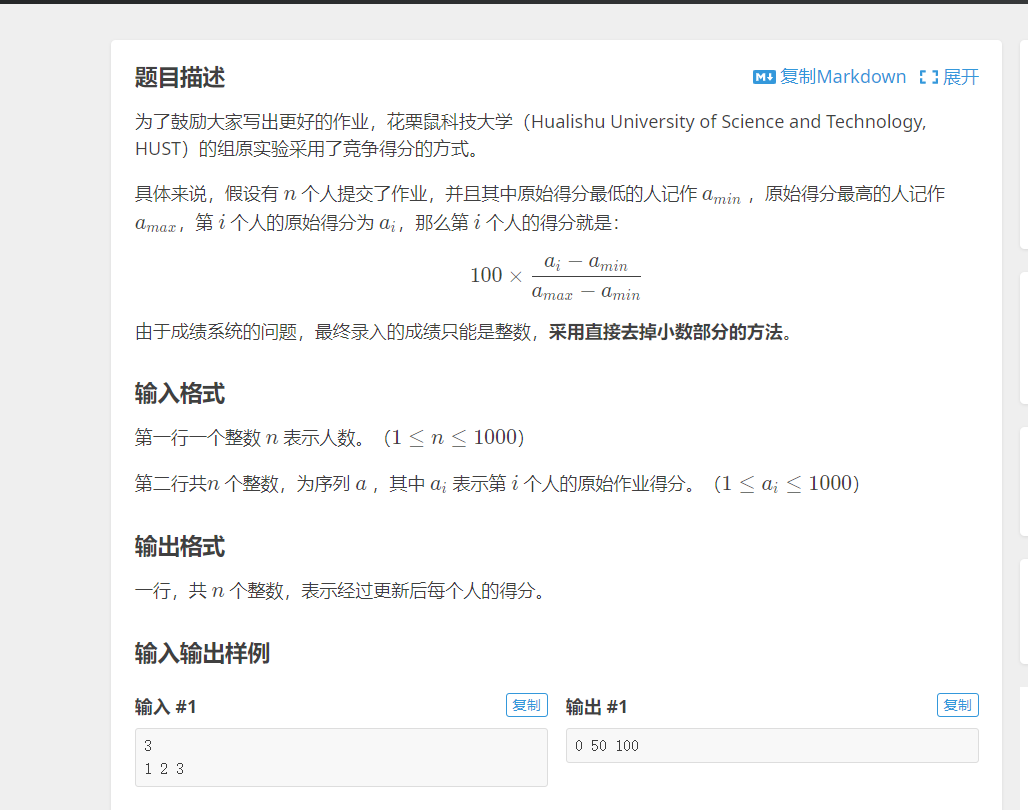 题目描述
复制Markdown 展开
为了鼓励大家写出更好的作业，花栗鼠科技大学（Hualishu University of Science and Technology,
HUST）的组原实验采用了竞争得分的方式。
具体来说，假设有 n 个人提交了作业，并且其中原始得分最低的人记作 a_{min} ，原始得分最高的人记作
a_{max}，第 i 个人的原始得分为 a_i，那么第 i 个人的得分就是：
100 × \frac{a_i − a_{min}}{a_{max} − a_{min}}
由于成绩系统的问题，最终录入的成绩只能是整数，采用直接去掉小数部分的方法。
输入格式
第一行一个整数 n 表示人数。（1 ≤ n ≤ 1000）
第二行共n 个整数，为序列 a ，其中 a_i 表示第 i 个人的原始作业得分。（1 ≤ a_i ≤ 1000）
输出格式
一行，共 n 个整数，表示经过更新后每个人的得分。
输入输出样例
输入 #1 复制
3
1 2 3
输出 #1 复制
0 50 100